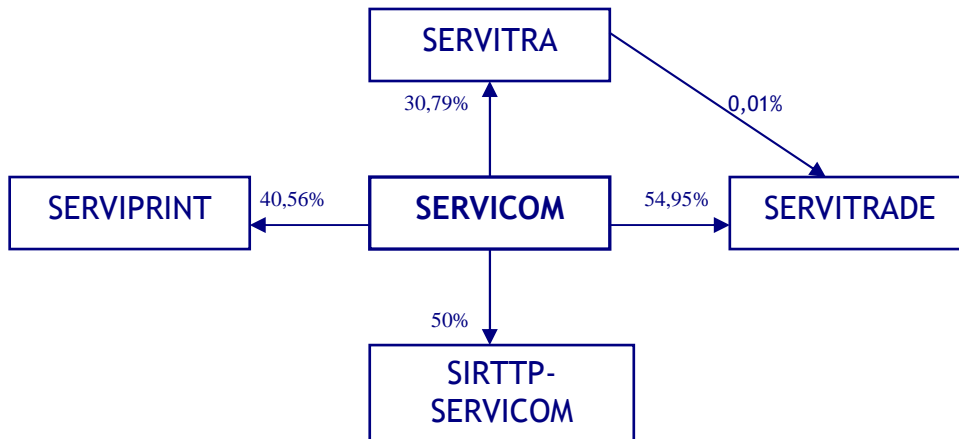 SERVITRA
30,79%
0,01%
SERVIPRINT
40,56%
SERVICOM
54,95%
SERVITRADE
50%
SIRTTP-
SERVICOM